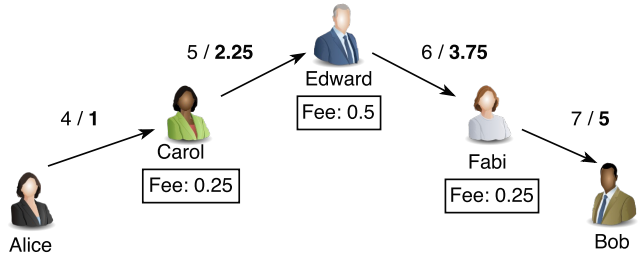 5 / 2.25
6 / 3.75
Edward
Fee: 0.5
4 / 1
7 / 5
Carol
Fabi
Fee: 0.25
Fee: 0.25
Alice
Bob